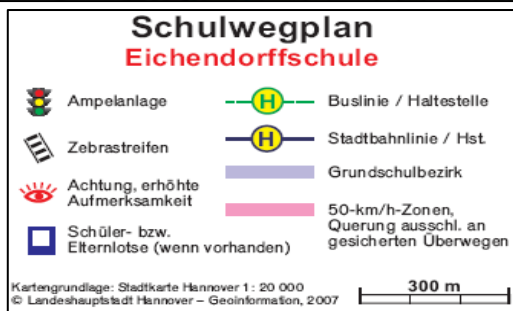 Schulwegplan
Eichendorffschule
Ampelanlage
Zebrastreifen
Achtung, erhöhte
Aufmerksamkeit
Schüler- bzw.
Elternlotse (wenn vorhanden)
H Buslinie / Haltestelle
H Stadtbahnlinie / Hst.
Grundschulbezirk
50-km/h-Zonen,
Querung ausschl. an
gesicherten Überwegen
Kartengrundlage: Stadtkarte Hannover 1 : 20 000
© Landeshauptstadt Hannover – Geoinformation, 2007
300 m